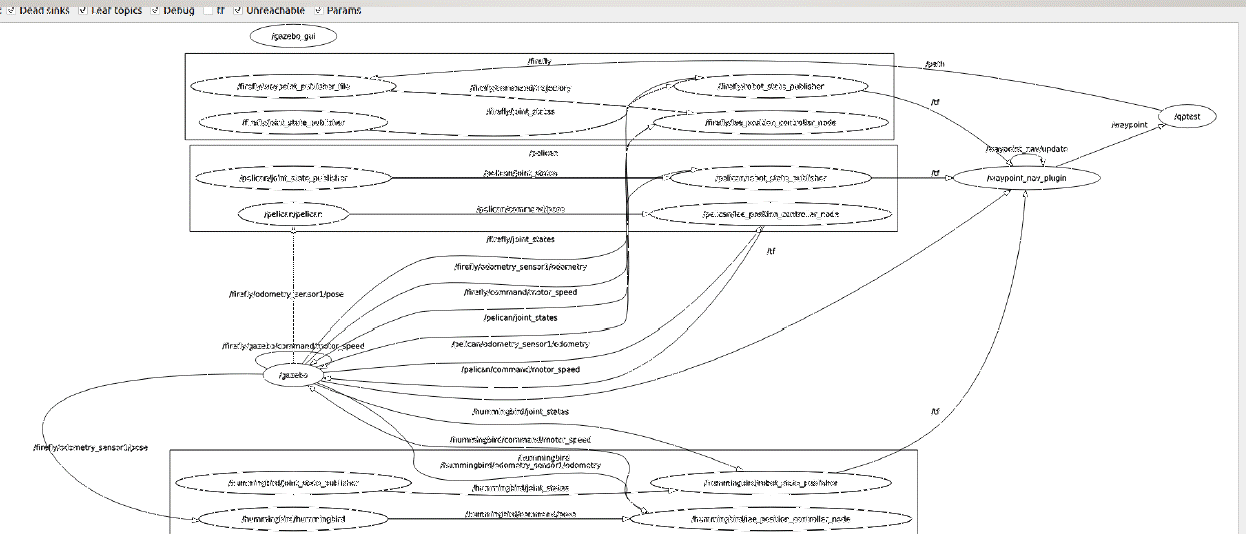 Dead sinks Leaf topics Debug tf Unreachable Params
/gazebo_gui
/firefly
/path
/firefly/waypoint_publisher_file
/firefly/command/trajectory
/firefly/robot_state_publisher
/tf
/firefly/joint_state_publisher
/firefly/joint_states
/firefly/lee_position_controller_node
/qptest
/waypoint
/waypoint_nav/update
/pelican
/pelican/joint_state_publisher
/pelican/joint_states
/pelican/robot_state_publisher
/tf
/waypoint_nav_plugin
/pelican/pelican
/pelican/command/pose
/pelican/lee_position_controller_node
/firefly/joint_states
/tf
/firefly/odometry_sensor1/odometry
/firefly/odometry_sensor1/pose
/firefly/command/motor_speed
/pelican/joint_states
/firefly/gazebo/command/motor_speed
/pelican/odometry_sensor1/odometry
/gazebo
/pelican/command/motor_speed
/hummingbird/joint_states
/tf
/hummingbird/command/motor_speed
/firefly/odometry_sensor1/pose
/hummingbird
/hummingbird/odometry_sensor1/odometry
/hummingbird/joint_state_publisher
/hummingbird/joint_states
/hummingbird/robot_state_publisher
/hummingbird/hummingbird
/hummingbird/command/pose
/hummingbird/lee_position_controller_node